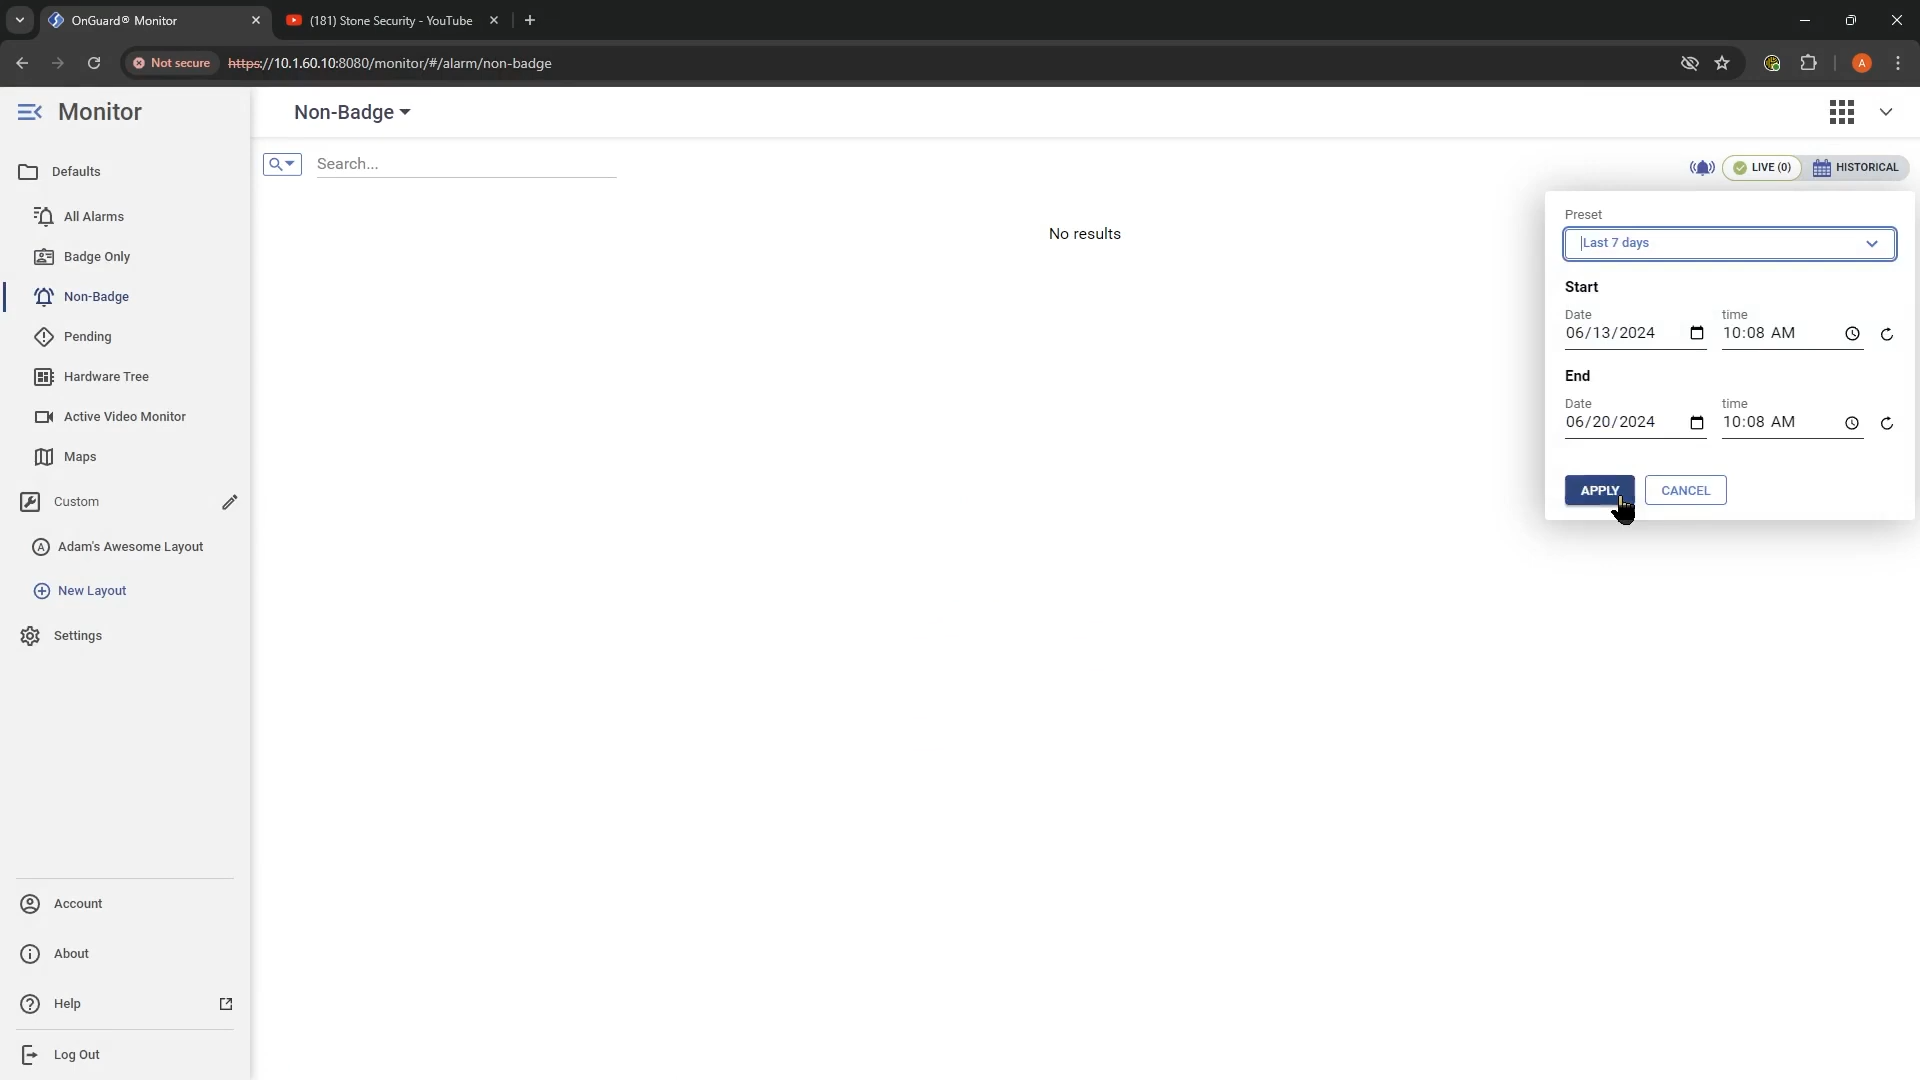 OnGuard® Monitor
(181) Stone Security - YouTube
Not secure
https://10.1.60.10:8080/monitor/#/alarm/non-badge
A
Monitor
Non-Badge
Defaults
Search...
LIVE (0)
HISTORICAL
All Alarms
Badge Only
Non-Badge
Pending
Hardware Tree
Active Video Monitor
Maps
Custom
A Adam's Awesome Layout
New Layout
Settings
No results
Preset
Last 7 days
Start
Date time
06/13/2024 10:08 AM
End
Date time
06/20/2024 10:08 AM
APPLY CANCEL
Account
About
Help
Log Out